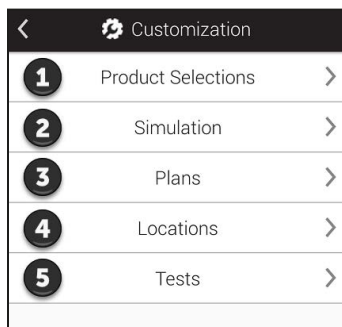 Customization
1 Product Selections
2 Simulation
3 Plans
4 Locations
5 Tests